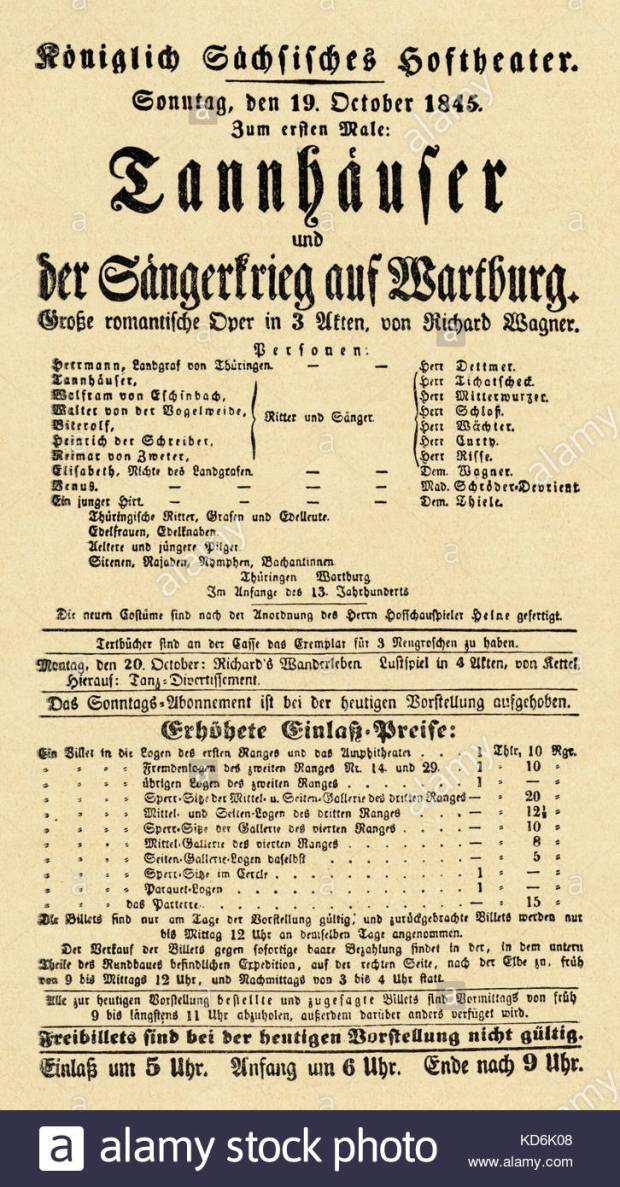 Königlich Sächsisches Hoftheater.
Sonntag, den 19. October 1845.
Zum ersten Male:
Tannhäuser
und
der Sängerkrieg auf Wartburg.
Große romantische Oper in 3 Akten, von Richard Wagner.
Personen:
Herrmann, Landgraf von Thüringen. — — Herr Dettmer.
Tannhäuser, Herr Tichatscheck.
Wolfram von Eschinbach, Herr Mitterwurzer.
Walter von der Vogelweide, Ritter und Sänger. Herr Schloß.
Biterolf, Herr Wächter.
Heinrich der Schreiber, Herr Curty.
Reimar von Zweter, Herr Risse.
Elisabeth, Nichte des Landgrafen. — — Dem. Wagner.
Venus. — — — — Mad. Schröder-Devrient.
Ein junger Hirt. — — — — Dem. Thiele.
Thüringische Ritter, Grafen und Edelleute.
Edelfrauen, Edelknaben.
Aeltere und jüngere Pilger.
Sirenen, Najaden, Nymphen, Bachantinnen.
Thüringen Wartburg
Im Anfange des 13. Jahrhunderts
Die neuen Costüme sind nach der Anordnung des Herrn Hofschauspieler Heine gefertigt.
Textbücher sind an der Casse das Exemplar für 3 Neugroschen zu haben.
Montag, den 20. October: Richard's Wanderleben. Lustspiel in 4 Akten, von Kettel.
Hierauf: Tanz-Divertissement.
Das Sonntags-Abonnement ist bei der heutigen Vorstellung aufgehoben.
Erhöhete Einlaß-Preise:
Ein Billet in die Logen des ersten Ranges und das Amphitheater . . . 1 Thlr. 10 Ngr.
" " " " Fremdenlogen des zweiten Ranges Nr. 14. und 29. 1 " 10 "
" " " " übrigen Logen des zweiten Ranges . . . . 1 " — "
" " " " Sperr-Sitze der Mittel- u. Seiten-Gallerie des dritten Ranges — " 20 "
" " " " Mittel- und Seiten-Logen des dritten Ranges . . . — " 12½ "
" " " " Sperr-Sitze der Gallerie des vierten Ranges . . . — " 10 "
" " " " Mittel-Gallerie des vierten Ranges . . . . — " 8 "
" " " " Seiten-Gallerie-Logen daselbst . . . . — " 5 "
" " " " Sperr-Sitze im Cercle . . . . 1 " — "
" " " " Parquet-Logen . . . . 1 " — "
" " " das Parterre . . . . — " 15 "
Die Billets sind nur am Tage der Vorstellung gültig, und zurückgebrachte Billets werden nur
bis Mittag 12 Uhr an demselben Tage angenommen.
Der Verkauf der Billets gegen sofortige baare Bezahlung findet in der, in dem untern
Theile des Rundbaues befindlichen Expedition, auf der rechten Seite, nach der Elbe zu, früh
von 9 bis Mittags 12 Uhr, und Nachmittags von 3 bis 4 Uhr statt.
Alle zur heutigen Vorstellung bestellte und zugesagte Billets sind Vormittags von früh
9 bis längstens 11 Uhr abzuholen, außerdem darüber anders verfüget wird.
Freibillets sind bei der heutigen Vorstellung nicht gültig.
Einlaß um 5 Uhr. Anfang um 6 Uhr. Ende nach 9 Uhr.
a alamy stock photo
KD6K08
www.alamy.com